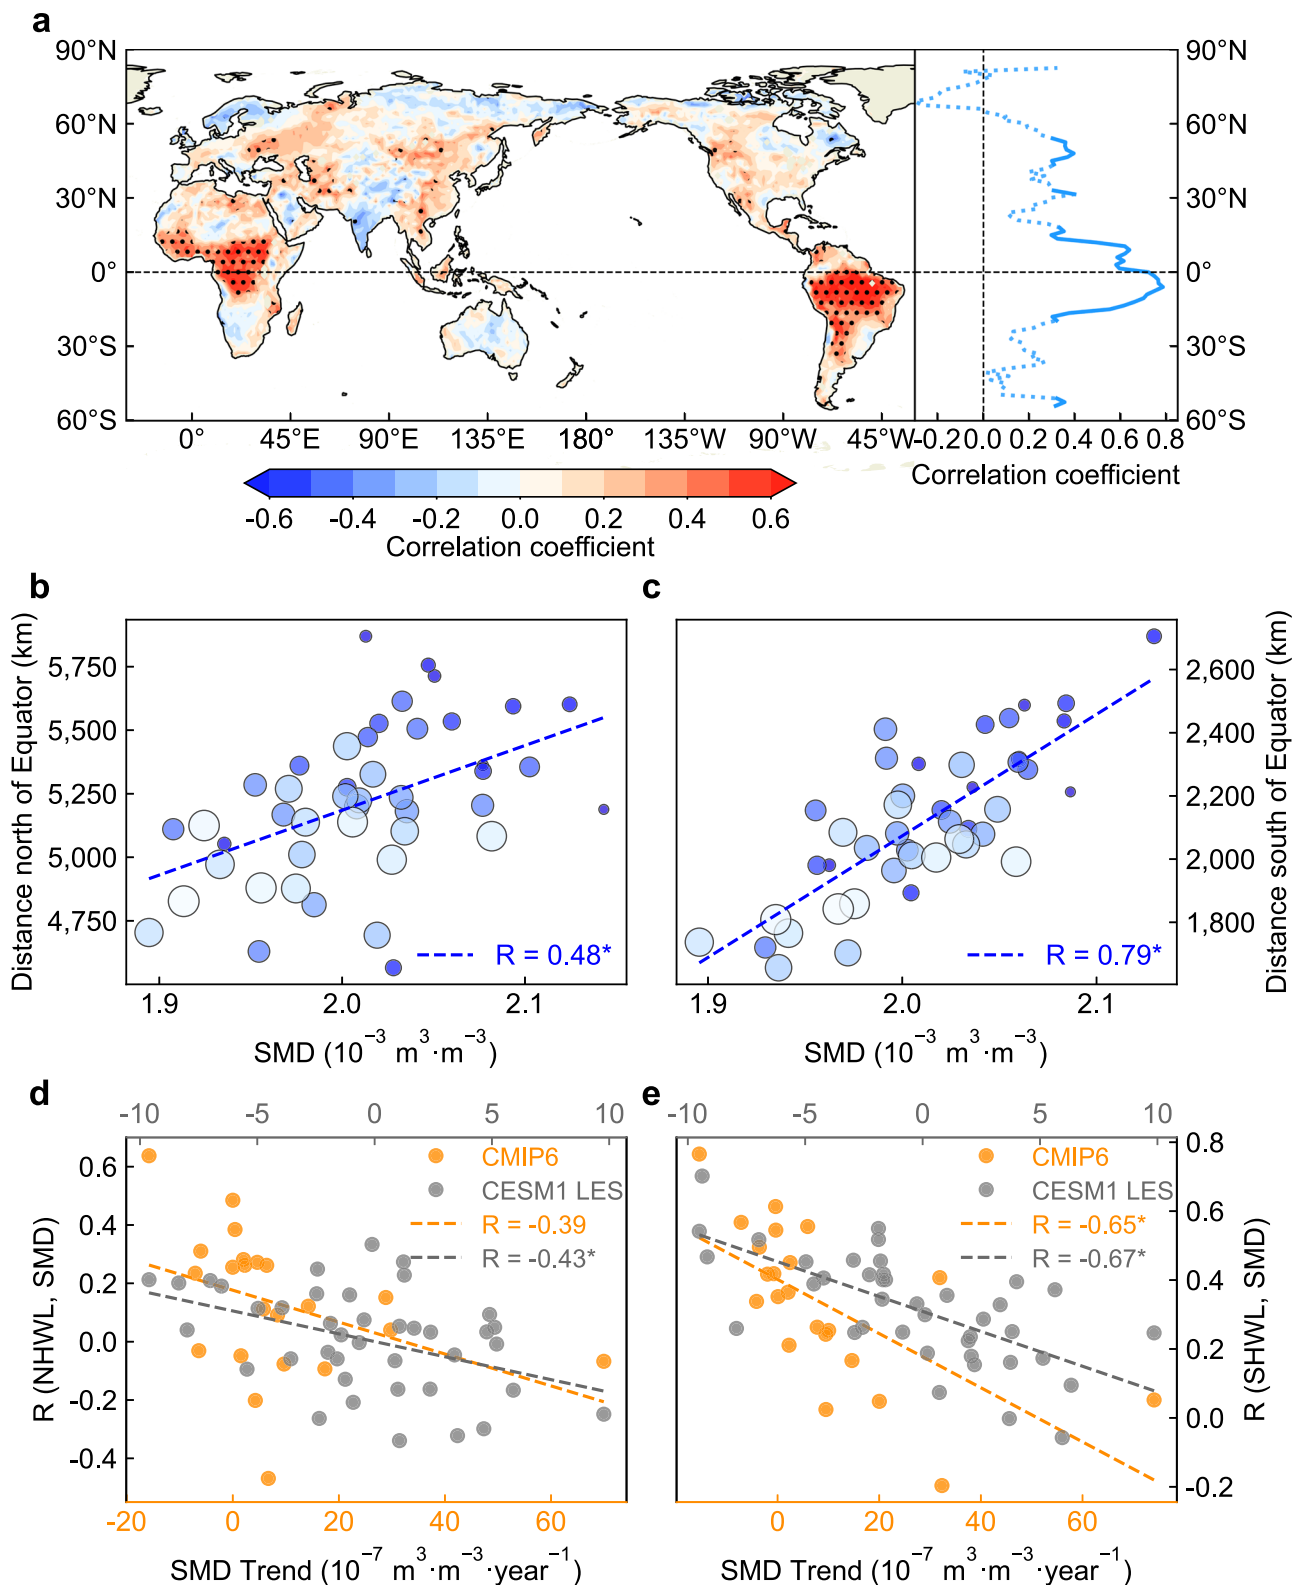 a
90°N
60°N
30°N
0°
30°S
60°S
90°N
60°N
30°N
0°
30°S
60°S
0° 45°E 90°E 135°E 180° 135°W 90°W 45°W
-0.2 0.0 0.2 0.4 0.6 0.8
Correlation coefficient
-0.6 -0.4 -0.2 0.0 0.2 0.4 0.6
Correlation coefficient
b
Distance north of Equator (km)
5,750
5,500
5,250
5,000
4,750
R = 0.48*
1.9 2.0 2.1
SMD (10⁻³ m³·m⁻³)
c
2,600
2,400
2,200
2,000
1,800
Distance south of Equator (km)
R = 0.79*
1.9 2.0 2.1
SMD (10⁻³ m³·m⁻³)
d
-10 -5 0 5 10
R (NHWL, SMD)
0.6
0.4
0.2
0.0
-0.2
-0.4
CMIP6
CESM1 LES
R = -0.39
R = -0.43*
-20 0 20 40 60
SMD Trend (10⁻⁷ m³·m⁻³·year⁻¹)
e
-10 -5 0 5 10
0.8
0.6
0.4
0.2
0.0
-0.2
R (SHWL, SMD)
CMIP6
CESM1 LES
R = -0.65*
R = -0.67*
0 20 40 60
SMD Trend (10⁻⁷ m³·m⁻³·year⁻¹)